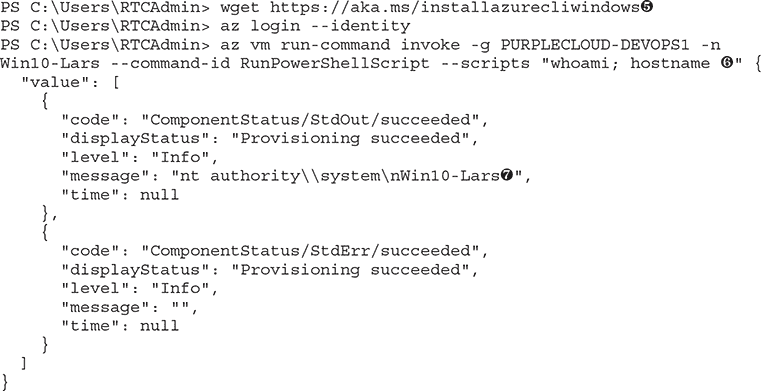 PS C:\Users\RTCAdmin> wget https://aka.ms/installazurecliwindows❺
PS C:\Users\RTCAdmin> az login --identity
PS C:\Users\RTCAdmin> az vm run-command invoke -g PURPLECLOUD-DEVOPS1 -n
Win10-Lars --command-id RunPowerShellScript --scripts "whoami; hostname ❻" {
  "value": [
    {
      "code": "ComponentStatus/StdOut/succeeded",
      "displayStatus": "Provisioning succeeded",
      "level": "Info",
      "message": "nt authority\\system\nWin10-Lars❼",
      "time": null
    },
    {
      "code": "ComponentStatus/StdErr/succeeded",
      "displayStatus": "Provisioning succeeded",
      "level": "Info",
      "message": "",
      "time": null
    }
  ]
}